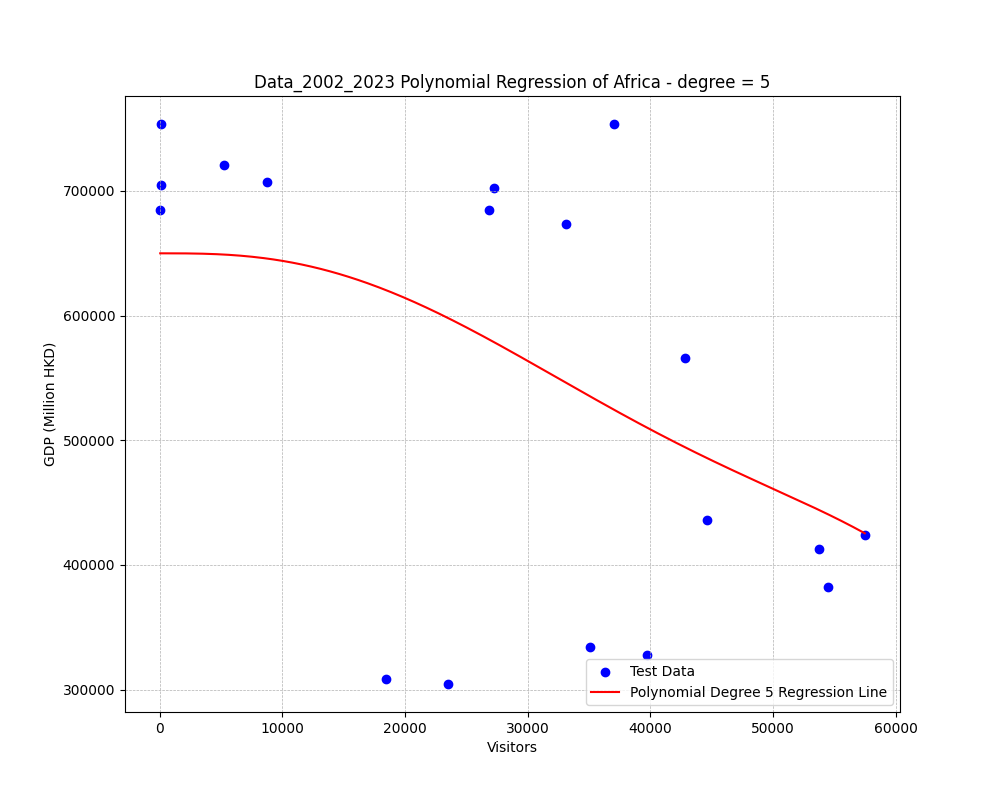 Data_2002_2023 Polynomial Regression of Africa - degree = 5
GDP (Million HKD)
700000
600000
500000
400000
300000
0
10000
20000
30000
40000
50000
60000
Visitors
Test Data
Polynomial Degree 5 Regression Line